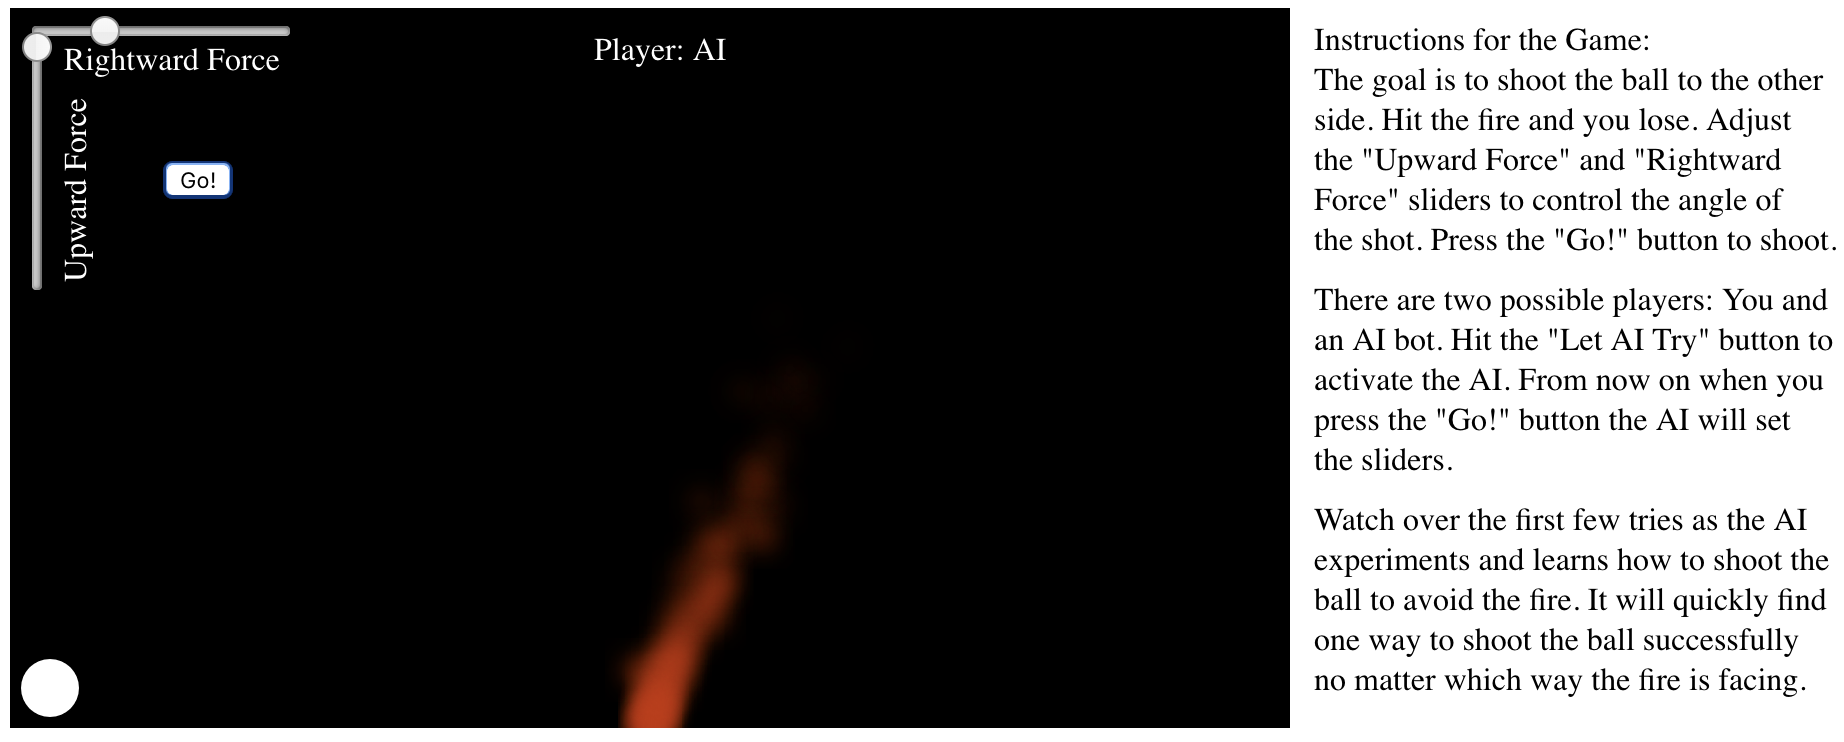 Rightward Force
Upward Force
Go!
Player: AI
Instructions for the Game:
The goal is to shoot the ball to the other
side. Hit the fire and you lose. Adjust
the "Upward Force" and "Rightward
Force" sliders to control the angle of
the shot. Press the "Go!" button to shoot.
There are two possible players: You and
an AI bot. Hit the "Let AI Try" button to
activate the AI. From now on when you
press the "Go!" button the AI will set
the sliders.
Watch over the first few tries as the AI
experiments and learns how to shoot the
ball to avoid the fire. It will quickly find
one way to shoot the ball successfully
no matter which way the fire is facing.